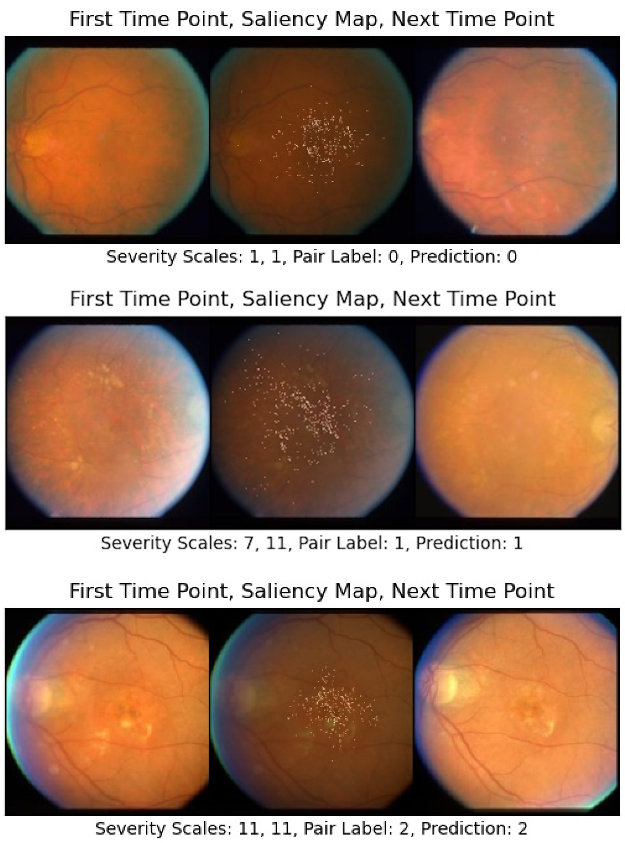 First Time Point, Saliency Map, Next Time Point
Severity Scales: 1, 1, Pair Label: 0, Prediction: 0
First Time Point, Saliency Map, Next Time Point
Severity Scales: 7, 11, Pair Label: 1, Prediction: 1
First Time Point, Saliency Map, Next Time Point
Severity Scales: 11, 11, Pair Label: 2, Prediction: 2